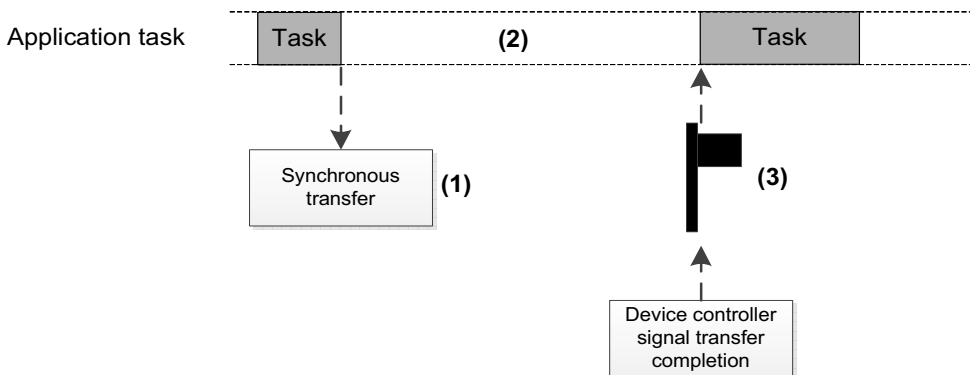 Application task
Task
(2)
Task
Synchronous
transfer
(1)
(3)
Device controller
signal transfer
completion